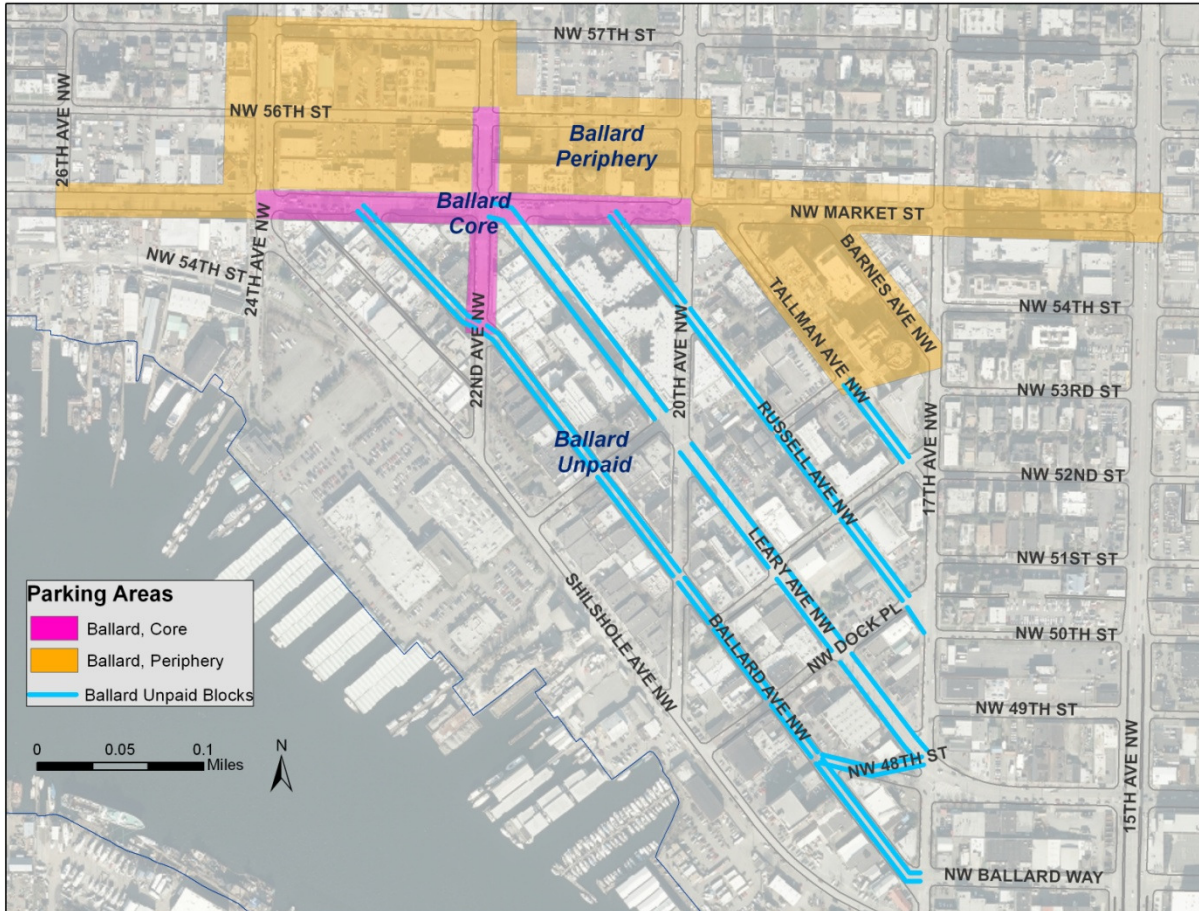 NW 57TH ST
26TH AVE NW
NW 56TH ST
Ballard
Periphery
Ballard
Core
NW MARKET ST
24TH AVE NW
NW 54TH ST
BARNES AVE NW
TALLMAN AVE NW
NW 54TH ST
22ND AVE NW
20TH AVE NW
NW 53RD ST
Ballard
Unpaid
RUSSELL AVE NW
17TH AVE NW
NW 52ND ST
LEARY AVE NW
NW 51ST ST
SHILSHOLE AVE NW
BALLARD AVE NW
NW DOCK PL
NW 50TH ST
NW 49TH ST
NW 48TH ST
15TH AVE NW
NW BALLARD WAY
Parking Areas
Ballard, Core
Ballard, Periphery
Ballard Unpaid Blocks
0 0.05 0.1
Miles
N